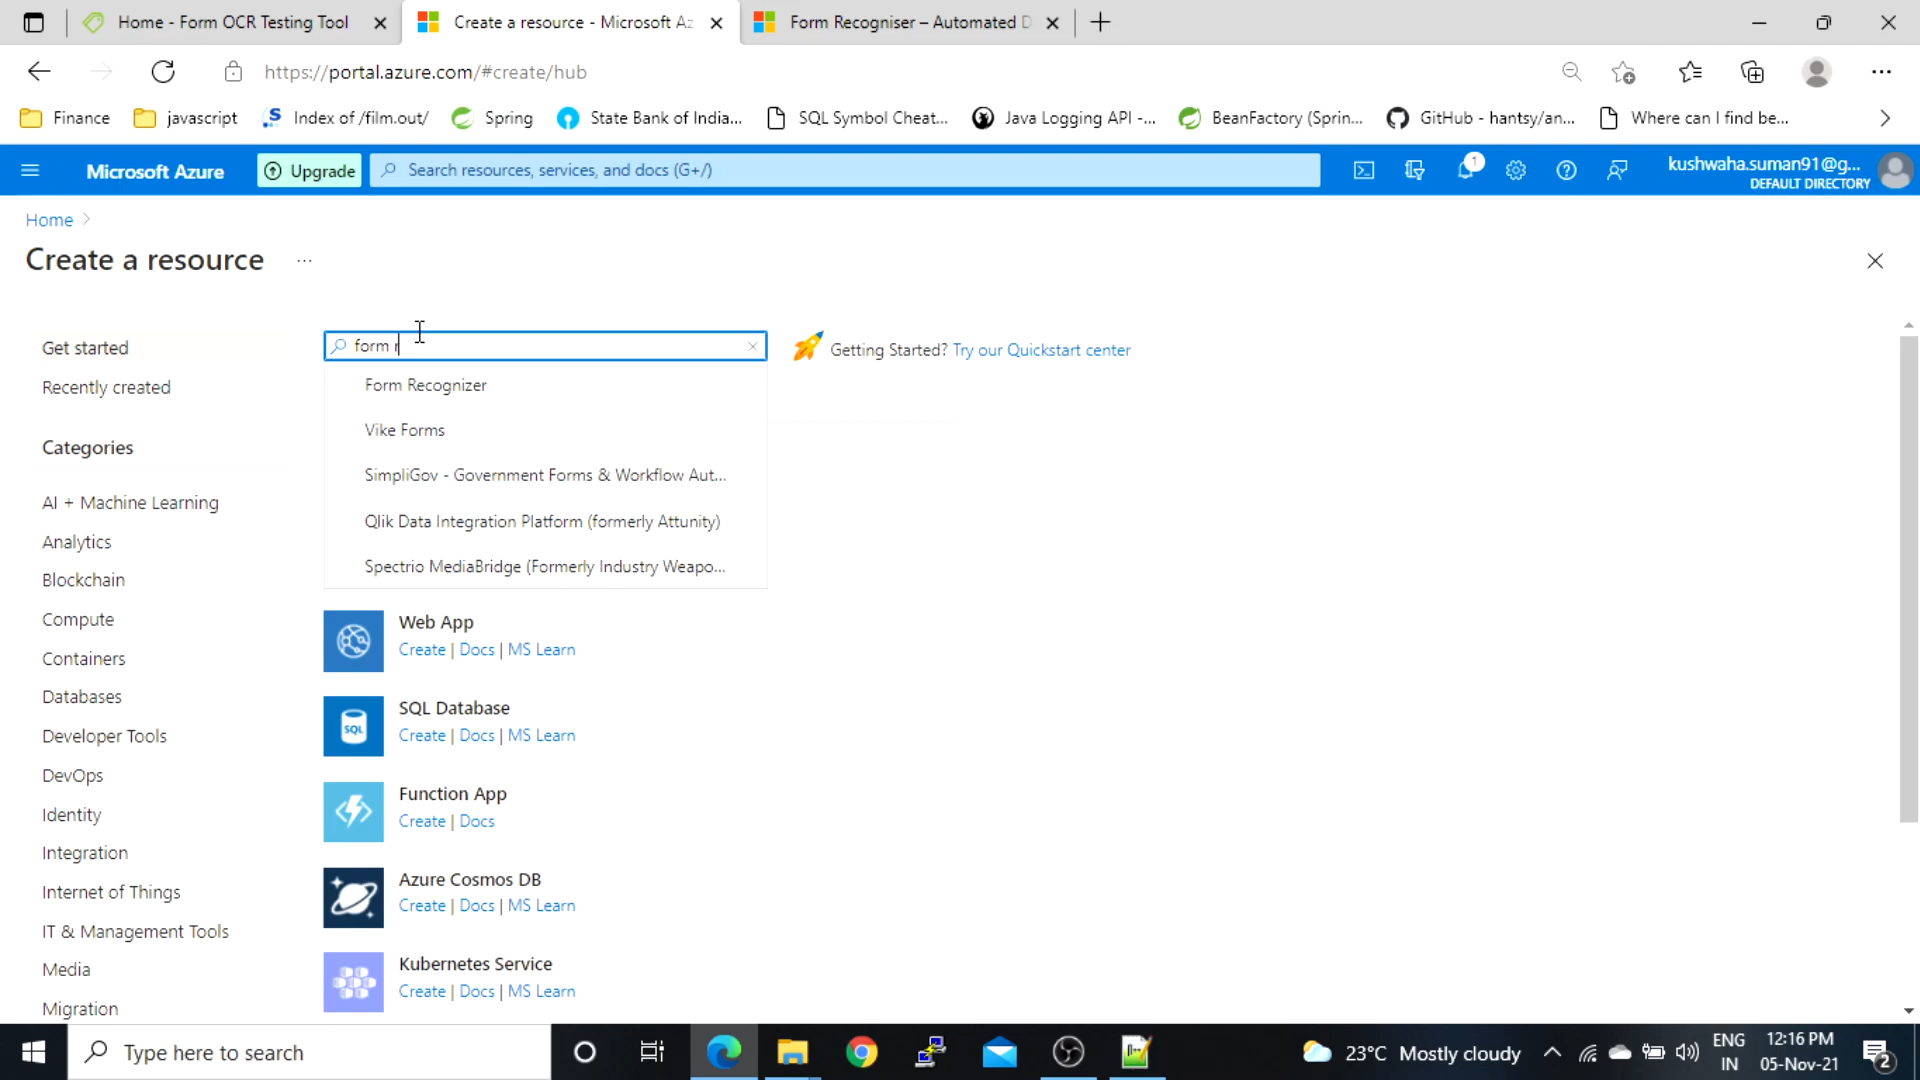 Home - Form OCR Testing Tool
Create a resource - Microsoft Az
Form Recogniser – Automated D
https://portal.azure.com/#create/hub
Finance
javascript
Index of /film.out/
Spring
State Bank of India...
SQL Symbol Cheat...
Java Logging API -...
BeanFactory (Sprin...
GitHub - hantsy/an...
Where can I find be...
Microsoft Azure
Upgrade
Search resources, services, and docs (G+/)
1
kushwaha.suman91@g...
DEFAULT DIRECTORY
Home
Create a resource
...
Get started
Recently created
Categories
AI + Machine Learning
Analytics
Blockchain
Compute
Containers
Databases
Developer Tools
DevOps
Identity
Integration
Internet of Things
IT & Management Tools
Media
Migration
form r
Form Recognizer
Vike Forms
SimpliGov - Government Forms & Workflow Aut...
Qlik Data Integration Platform (formerly Attunity)
Spectrio MediaBridge (Formerly Industry Weapo...
Getting Started? Try our Quickstart center
Web App
Create | Docs | MS Learn
SQL Database
Create | Docs | MS Learn
Function App
Create | Docs
Azure Cosmos DB
Create | Docs | MS Learn
Kubernetes Service
Create | Docs | MS Learn
SQL
Type here to search
23°C Mostly cloudy
ENG
IN
12:16 PM
05-Nov-21
2